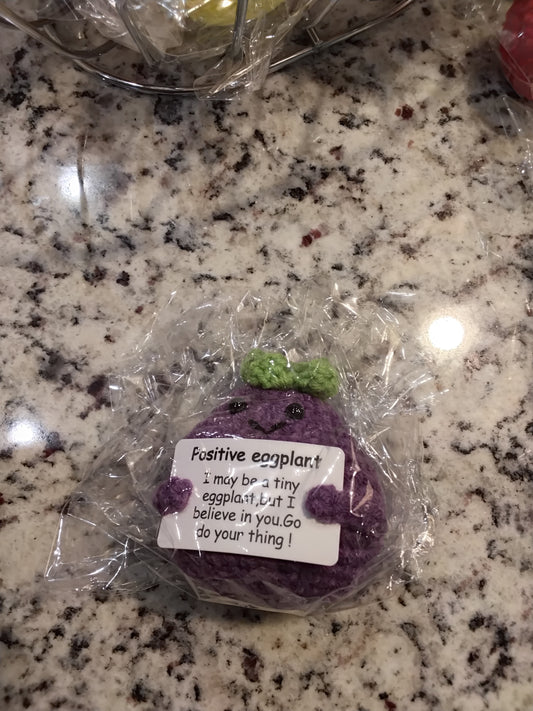 Positive eggplant
I may be a tiny
eggplant,but I
believe in you.Go
do your thing !